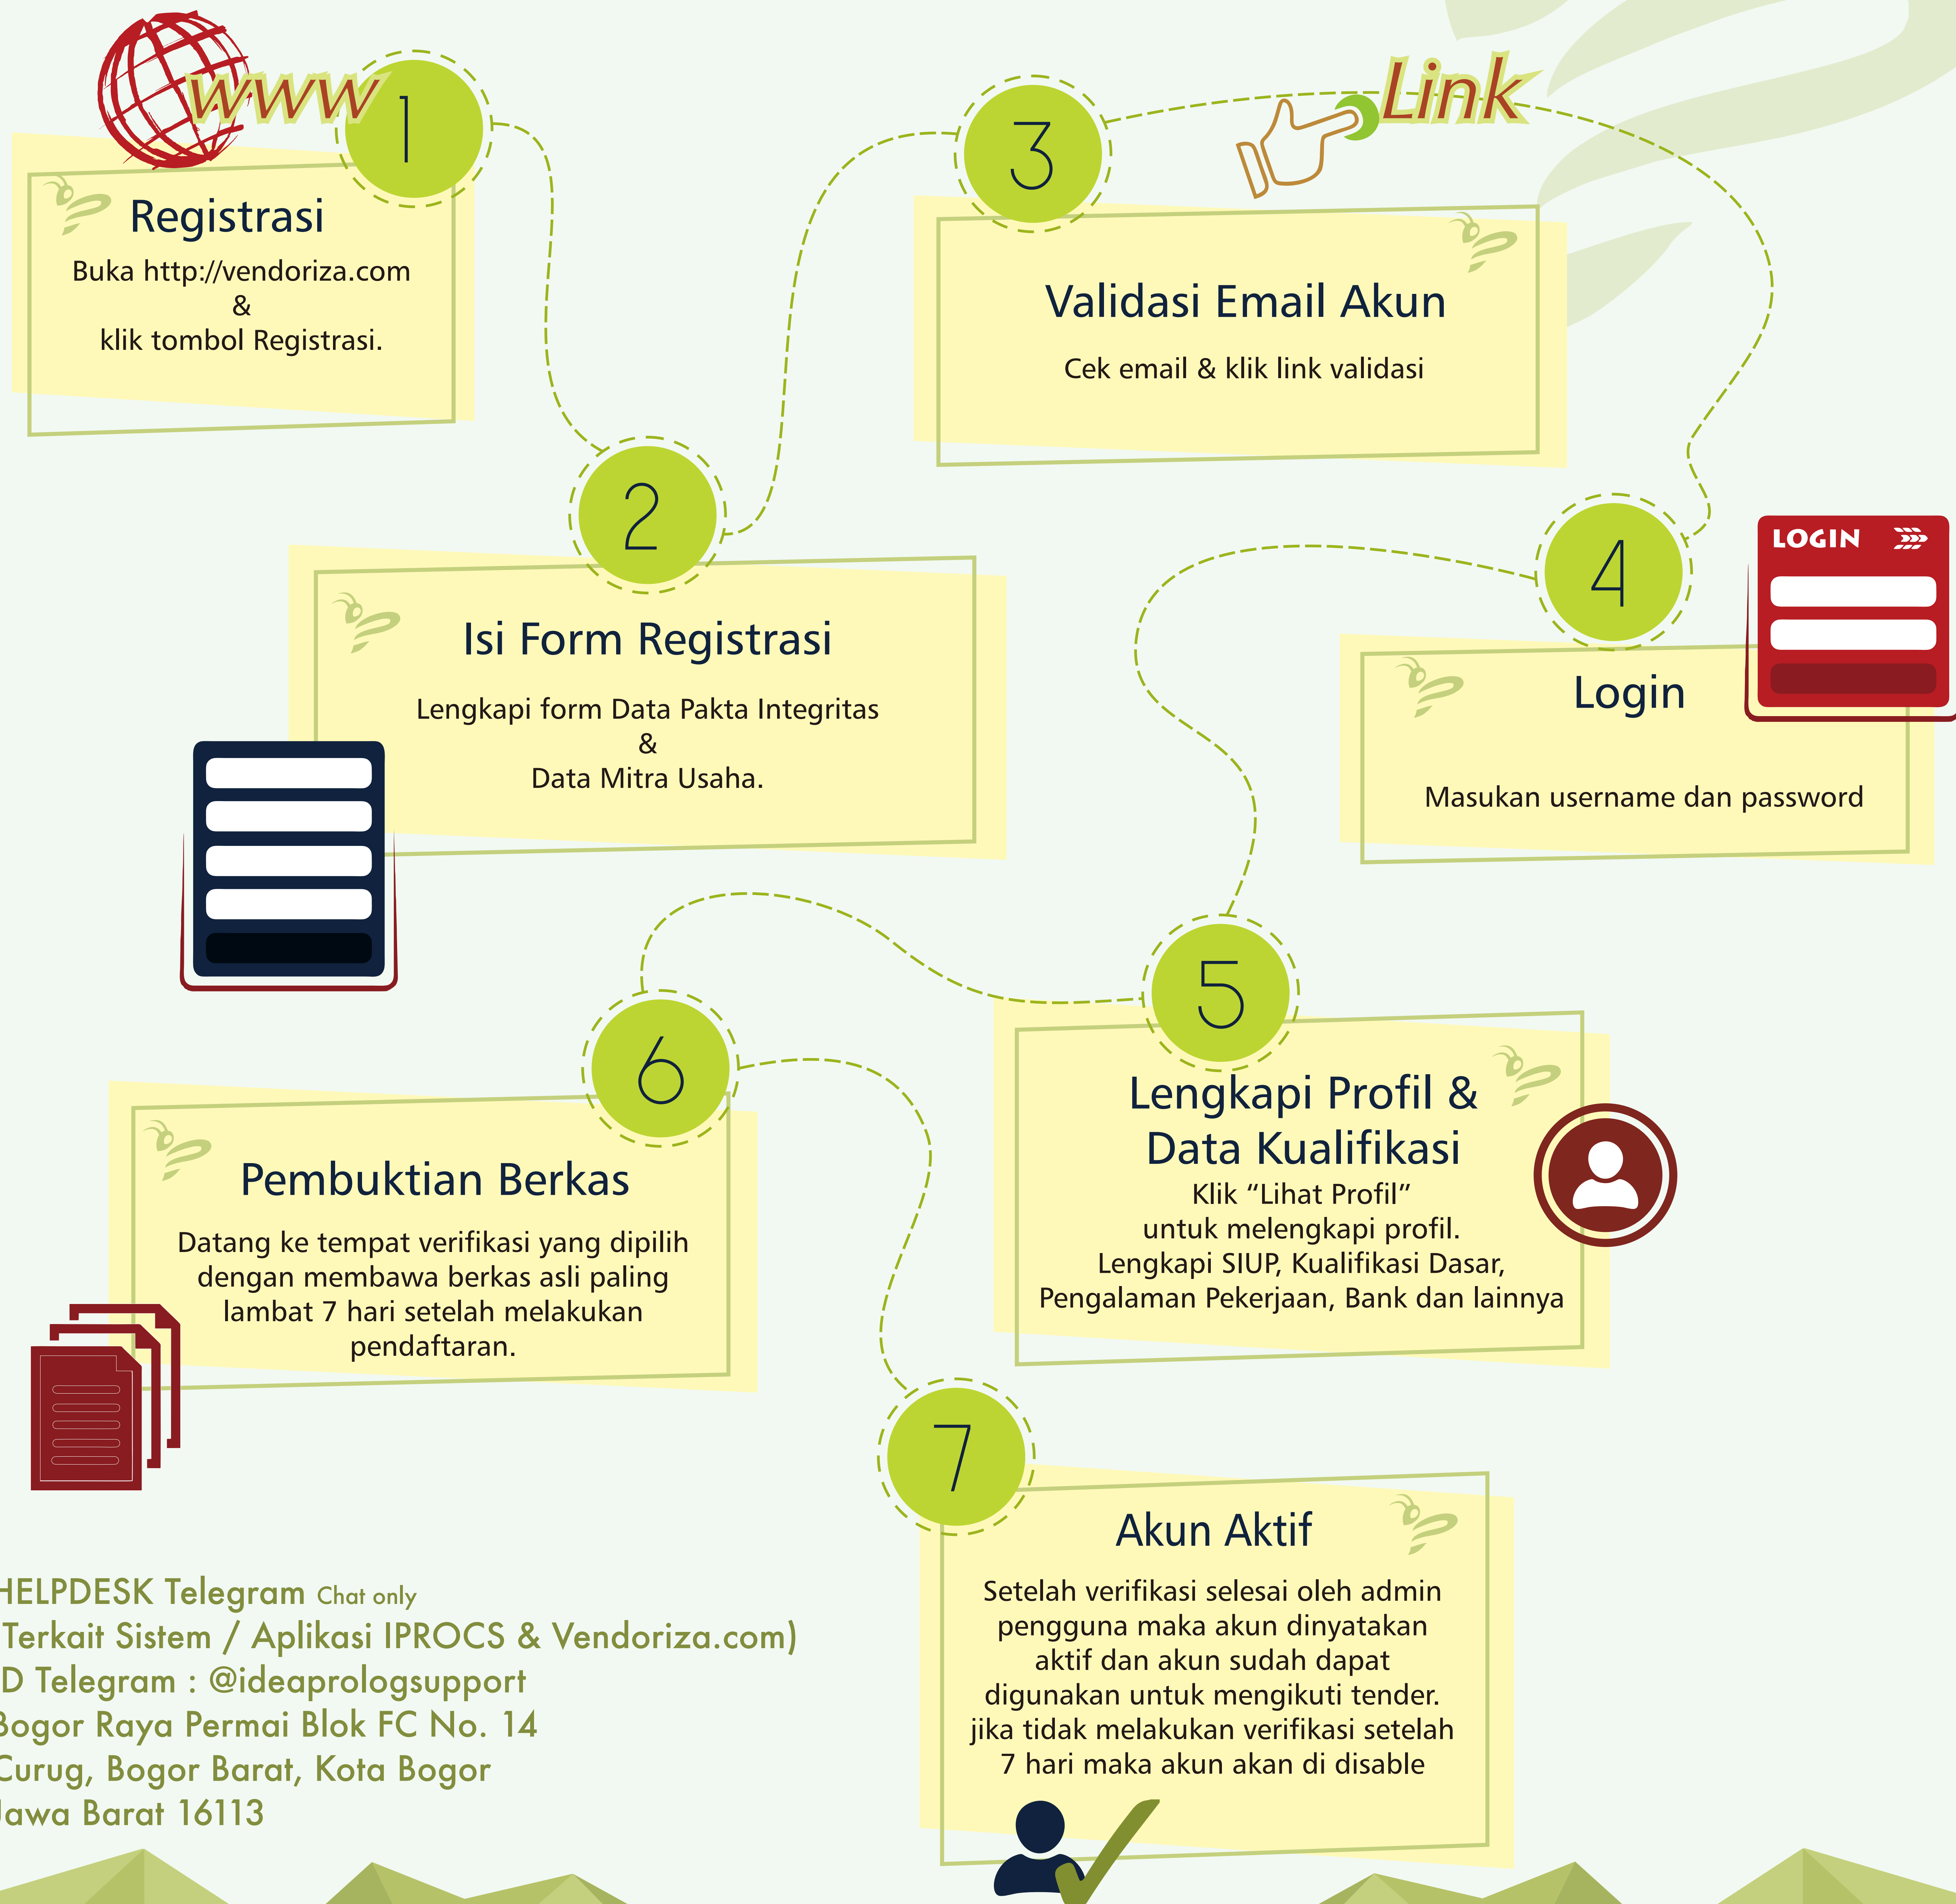 www
1
Registrasi
Buka http://vendoriza.com
&
klik tombol Registrasi.
2
Isi Form Registrasi
Lengkapi form Data Pakta Integritas
&
Data Mitra Usaha.
3
Link
Validasi Email Akun
Cek email & klik link validasi
4
LOGIN
Login
Masukan username dan password
5
Lengkapi Profil &
Data Kualifikasi
Klik “Lihat Profil”
untuk melengkapi profil.
Lengkapi SIUP, Kualifikasi Dasar,
Pengalaman Pekerjaan, Bank dan lainnya
6
Pembuktian Berkas
Datang ke tempat verifikasi yang dipilih
dengan membawa berkas asli paling
lambat 7 hari setelah melakukan
pendaftaran.
7
Akun Aktif
Setelah verifikasi selesai oleh admin
pengguna maka akun dinyatakan
aktif dan akun sudah dapat
digunakan untuk mengikuti tender.
jika tidak melakukan verifikasi setelah
7 hari maka akun akan di disable
HELPDESK Telegram Chat only
Terkait Sistem / Aplikasi IPROCS & Vendoriza.com)
D Telegram : @ideaprologsupport
Bogor Raya Permai Blok FC No. 14
Curug, Bogor Barat, Kota Bogor
Jawa Barat 16113